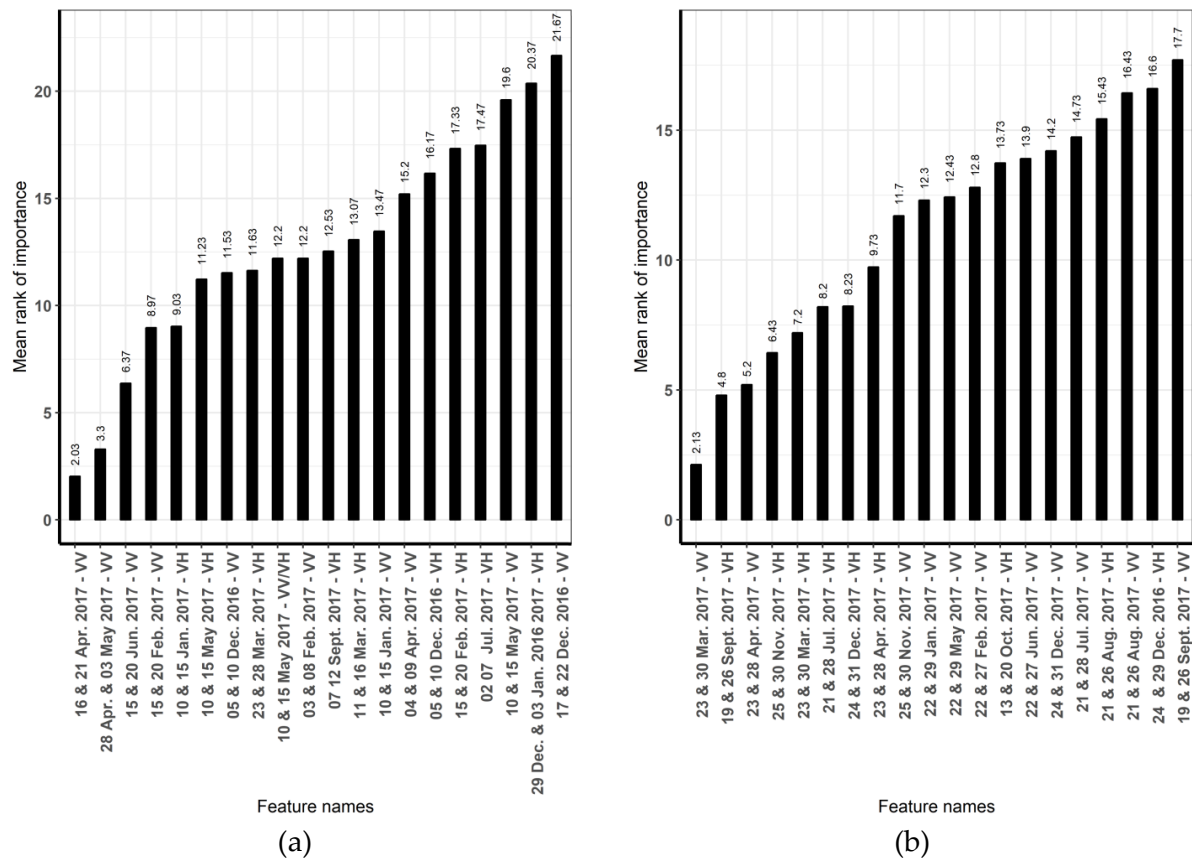 Mean rank of importance
20
15
10
5
0
2.03
3.3
6.37
8.97
9.03
11.23
11.53
11.63
12.2
12.2
12.53
13.07
13.47
15.2
16.17
17.33
17.47
19.6
20.37
21.67
16 & 21 Apr. 2017 - VV
28 Apr. & 03 May 2017 - VV
15 & 20 Jun. 2017 - VV
15 & 20 Feb. 2017 - VV
10 & 15 Jan. 2017 - VH
10 & 15 May 2017 - VH
05 & 10 Dec. 2016 - VV
23 & 28 Mar. 2017 - VH
10 & 15 May 2017 - VV/VH
03 & 08 Feb. 2017 - VV
07 12 Sept. 2017 - VH
11 & 16 Mar. 2017 - VH
10 & 15 Jan. 2017 - VV
04 & 09 Apr. 2017 - VV
05 & 10 Dec. 2016 - VH
15 & 20 Feb. 2017 - VH
02 07 Jul. 2017 - VH
10 & 15 May 2017 - VV
29 Dec. & 03 Jan. 2016 2017 - VH
17 & 22 Dec. 2016 - VV
Feature names
(a)
Mean rank of importance
15
10
5
0
2.13
4.8
5.2
6.43
7.2
8.2
8.23
9.73
11.7
12.3
12.43
12.8
13.73
13.9
14.2
14.73
15.43
16.43
16.6
17.7
23 & 30 Mar. 2017 - VV
19 & 26 Sept. 2017 - VH
23 & 28 Apr. 2017 - VV
25 & 30 Nov. 2017 - VH
23 & 30 Mar. 2017 - VH
21 & 28 Jul. 2017 - VH
24 & 31 Dec. 2017 - VH
23 & 28 Apr. 2017 - VH
25 & 30 Nov. 2017 - VV
22 & 29 Jan. 2017 - VV
22 & 29 May 2017 - VV
22 & 27 Feb. 2017 - VH
13 & 20 Oct. 2017 - VH
22 & 27 Jun. 2017 - VV
24 & 31 Dec. 2017 - VV
21 & 28 Jul. 2017 - VV
21 & 26 Aug. 2017 - VH
21 & 26 Aug. 2017 - VV
24 & 29 Dec. 2016 - VV
19 & 26 Sept. 2017 - VV
Feature names
(b)